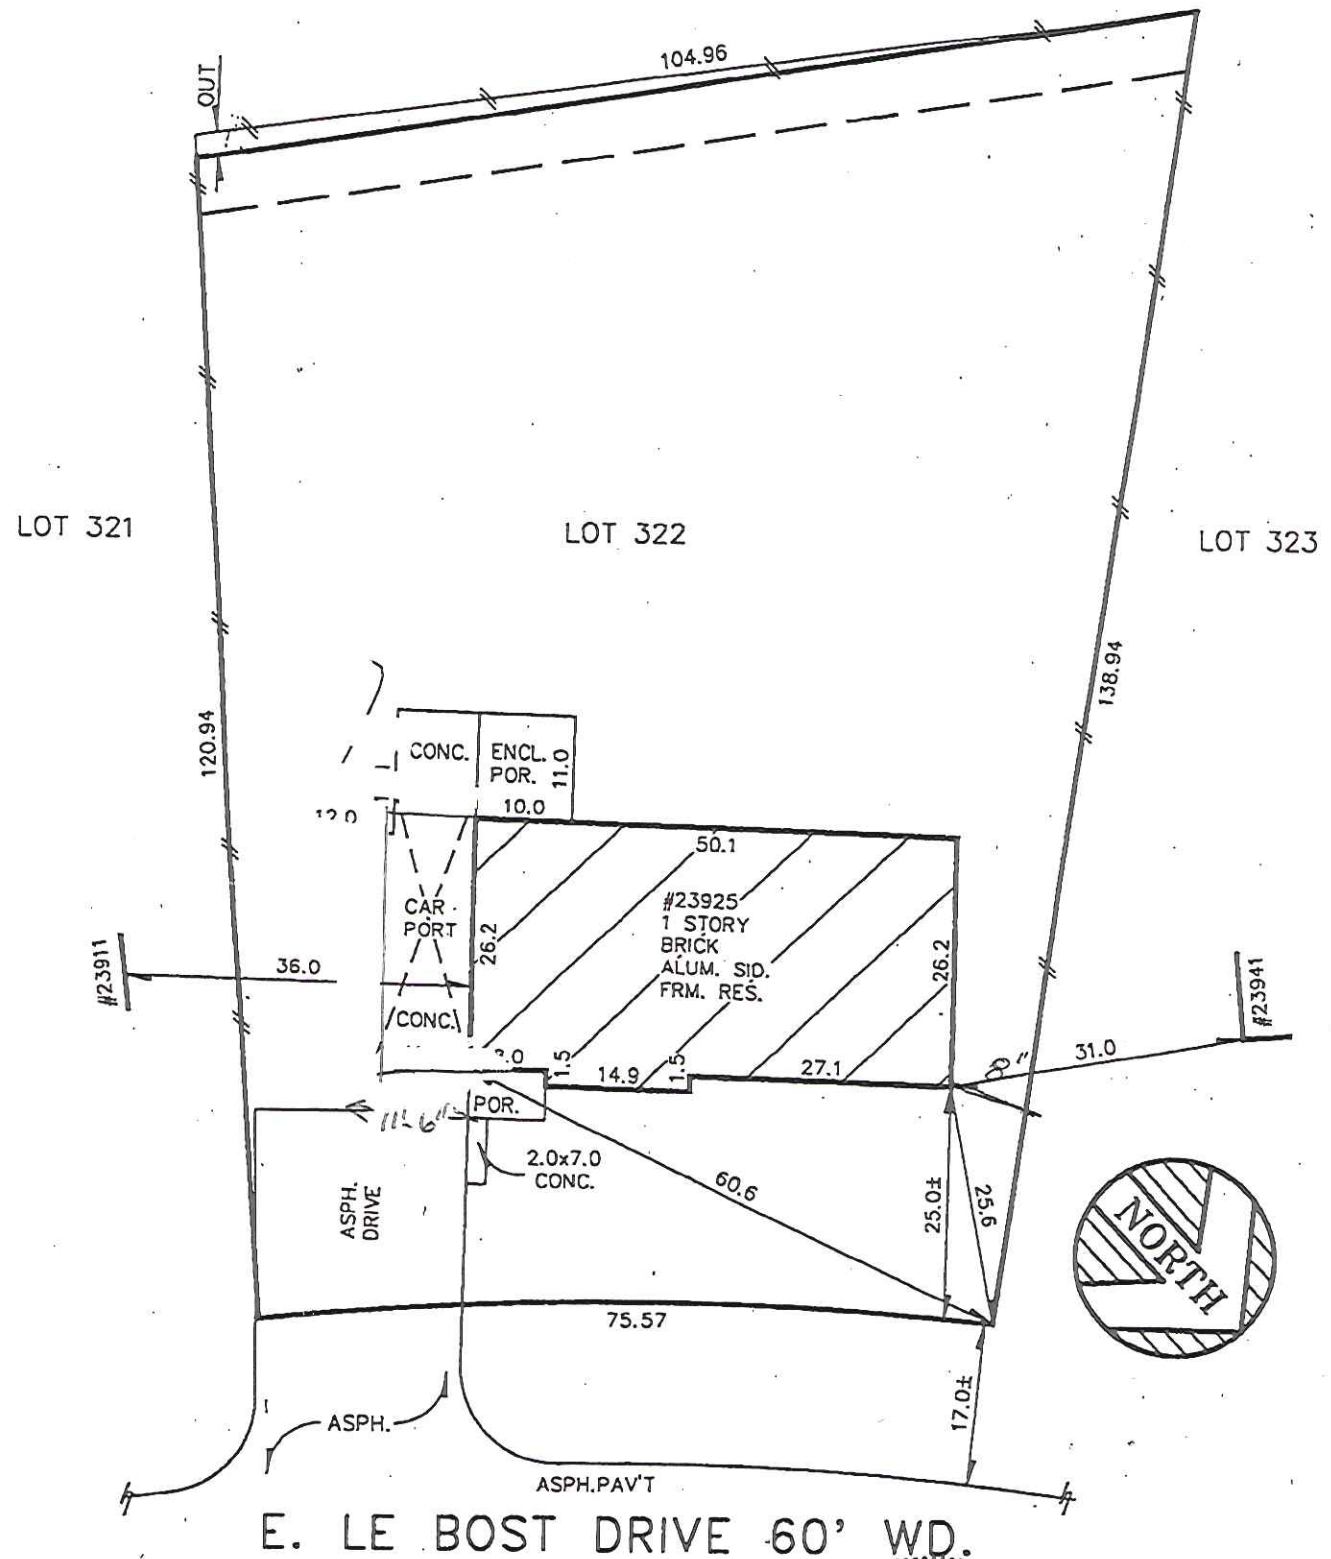 104.96
OUT
LOT 321
LOT 322
LOT 323
120.94
138.94
CONC.
ENCL.
POR.
11.0
10.0
50.1
CAR
PORT
26.2
#23925
1 STORY
BRICK
ALUM. SID.
FRM. RES.
26.2
#23911
36.0
#23941
CONC.
31.0
8"
1.5
14.9
1.5
27.1
POR.
11'-6"
2.0x7.0
CONC.
60.6
25.0±
25.6
ASPH.
DRIVE
NORTH
75.57
17.0±
ASPH.
ASPH.PAV'T
E. LE BOST DRIVE 60' WD.